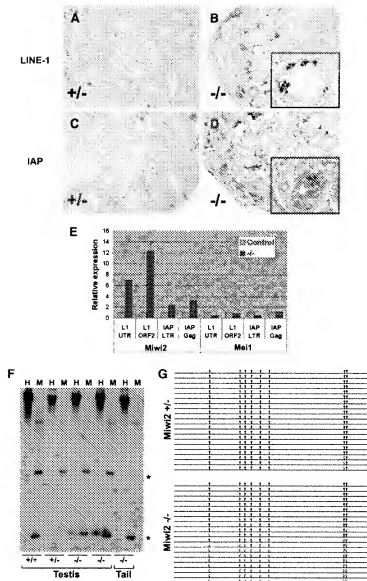 A
B
LINE-1
+/-
-/-
C
D
IAP
+/-
-/-
E
Relative expression
16
14
12
10
8
6
4
2
0
Control
-/-
L1 UTR
L1 ORF2
IAP LTR
IAP Gag
L1 UTR
L1 ORF2
IAP LTR
IAP Gag
Miwi2
Mei1
F
H M H M H M H M H M
*
*
+/+ +/- -/- -/- -/-
Testis Tail
G
Miwi2 +/-
Miwi2 -/-